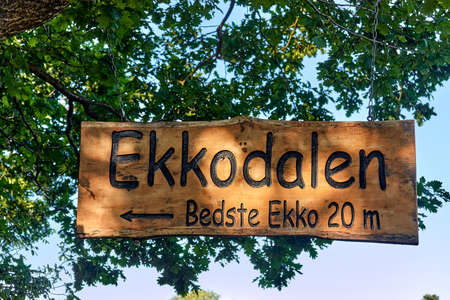 Ekkodalen
← Bedste Ekko 20 m